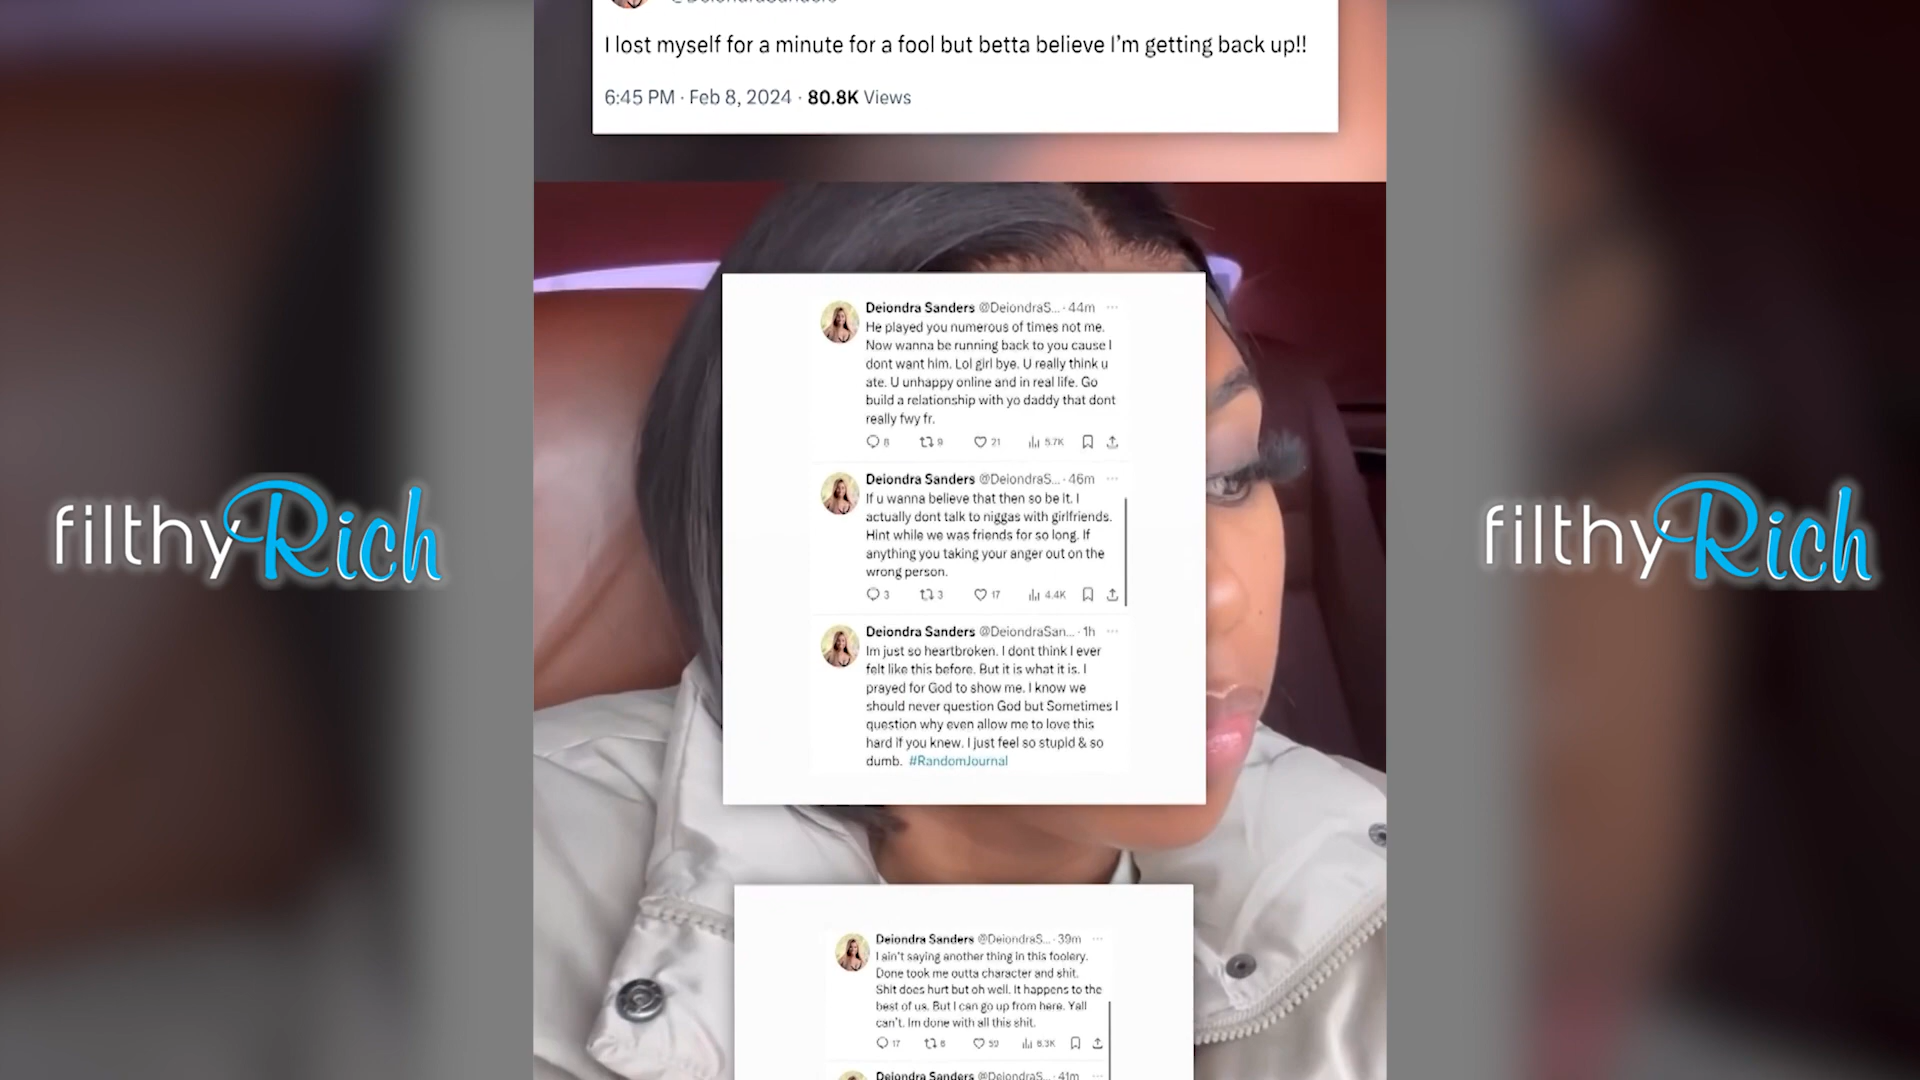 I lost myself for a minute for a fool but betta believe I'm getting back up!!
6:45 PM · Feb 8, 2024 · 80.8K Views
Deiondra Sanders @DeiondraS... · 44m
He played you numerous of times not me.
Now wanna be running back to you cause I
dont want him. Lol girl bye. U really think u
ate. U unhappy online and in real life. Go
build a relationship with yo daddy that dont
really fwy fr.
8 9 21 5.7K
Deiondra Sanders @DeiondraS... · 46m
If u wanna believe that then so be it. I
actually dont talk to niggas with girlfriends.
Hint while we was friends for so long. If
anything you taking your anger out on the
wrong person.
3 3 17 4.4K
Deiondra Sanders @DeiondraSan... · 1h
Im just so heartbroken. I dont think I ever
felt like this before. But it is what it is. I
prayed for God to show me. I know we
should never question God but Sometimes I
question why even allow me to love this
hard if you knew. I just feel so stupid & so
dumb. #RandomJournal
filthyRich
filthyRich
Deiondra Sanders @DeiondraS... · 39m
I ain't saying another thing in this foolery.
Done took me outta character and shit.
Shit does hurt but oh well. It happens to the
best of us. But I can go up from here. Yall
can't. Im done with all this shit.
17 6 59 6.3K
Deiondra Sanders @DeiondraS... · 41m